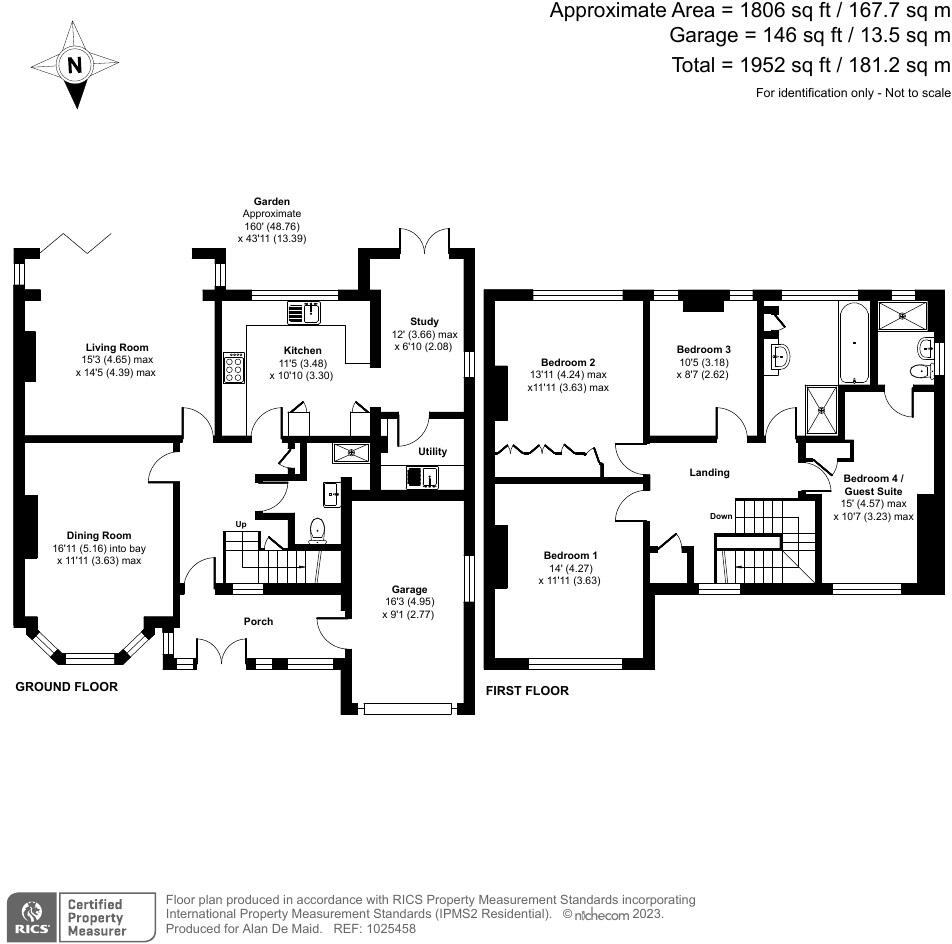 Approximate Area = 1806 sq ft / 167.7 sq m
Garage = 146 sq ft / 13.5 sq m
Total = 1952 sq ft / 181.2 sq m
For identification only - Not to scale
N
Garden
Approximate
160' (48.76)
x 43'11 (13.39)
Living Room
15'3 (4.65) max
x 14'5 (4.39) max
Kitchen
11'5 (3.48)
x 10'10 (3.30)
Study
12' (3.66) max
x 6'10 (2.08)
Utility
Dining Room
16'11 (5.16) into bay
x 11'11 (3.63) max
Up
Porch
Garage
16'3 (4.95)
x 9'1 (2.77)
GROUND FLOOR
Bedroom 2
13'11 (4.24) max
x11'11 (3.63) max
Bedroom 3
10'5 (3.18)
x 8'7 (2.62)
Landing
Down
Bedroom 4 /
Guest Suite
15' (4.57) max
x 10'7 (3.23) max
Bedroom 1
14' (4.27)
x 11'11 (3.63)
FIRST FLOOR
RICS
Certified
Property
Measurer
Floor plan produced in accordance with RICS Property Measurement Standards incorporating
International Property Measurement Standards (IPMS2 Residential). © nichecom 2023.
Produced for Alan De Maid. REF: 1025458